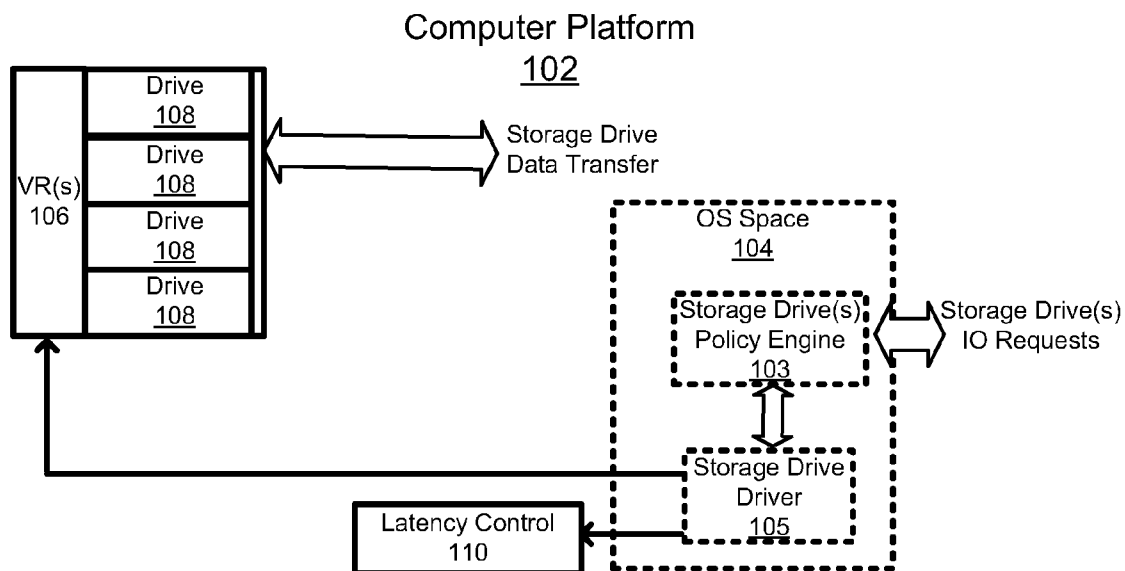 Computer Platform
102
VR(s)
106
Drive
108
Drive
108
Drive
108
Drive
108
Storage Drive
Data Transfer
OS Space
104
Storage Drive(s)
Policy Engine
103
Storage Drive(s)
IO Requests
Storage Drive
Driver
105
Latency Control
110